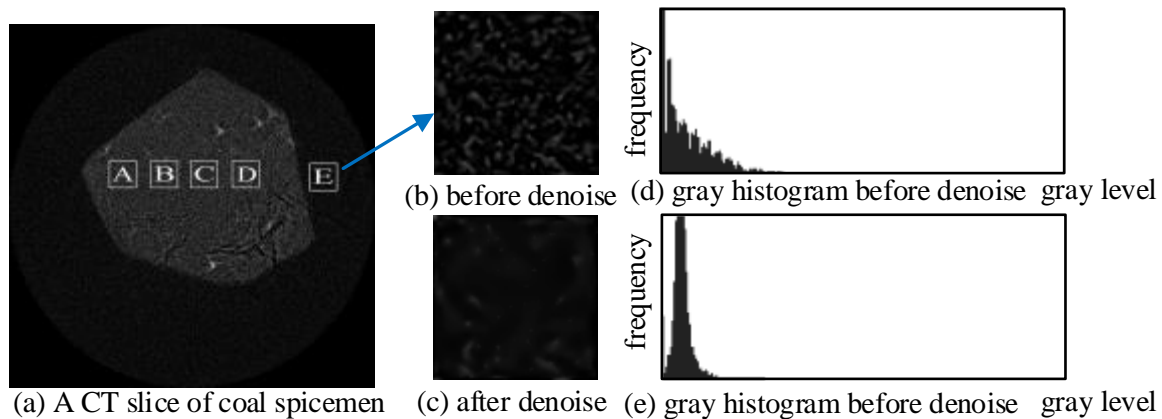 A B C D E
frequency
(b) before denoise
(d) gray histogram before denoise gray level
frequency
(a) A CT slice of coal spicemen
(c) after denoise
(e) gray histogram before denoise gray level